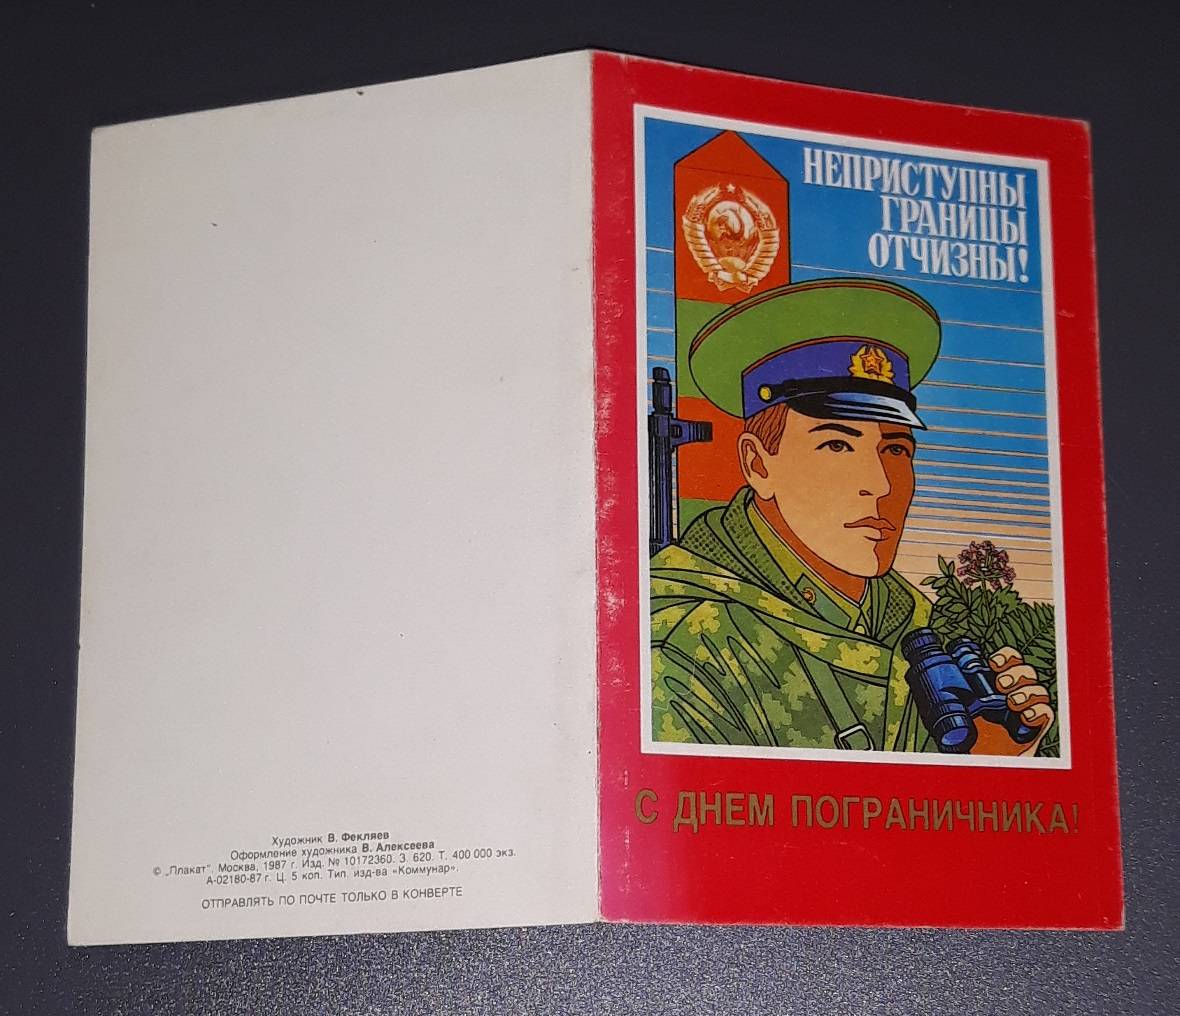 Художник В. Фекляев
Оформление художника В. Алексеева
© „Плакат“. Москва, 1987 г. Изд. № 10172360. З. 620. Т. 400 000 экз.
А-02180-87 г. Ц. 5 коп. Тип. изд-ва «Коммунар».
ОТПРАВЛЯТЬ ПО ПОЧТЕ ТОЛЬКО В КОНВЕРТЕ
НЕПРИСТУПНЫ
ГРАНИЦЫ
ОТЧИЗНЫ!
С ДНЕМ ПОГРАНИЧНИКА!